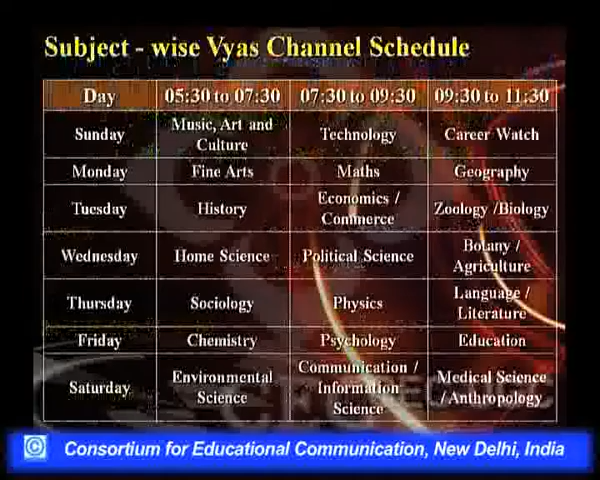 Subject - wise Vyas Channel Schedule
Day 05:30 to 07:30 07:30 to 09:30 09:30 to 11:30
Sunday Music, Art and Culture Technology Career Watch
Monday Fine Arts Maths Geography
Tuesday History Economics / Commerce Zoology /Biology
Wednesday Home Science Political Science Botany / Agriculture
Thursday Sociology Physics Language / Literature
Friday Chemistry Psychology Education
Saturday Environmental Science Communication / Information Science Medical Science / Anthropology
© Consortium for Educational Communication, New Delhi, India